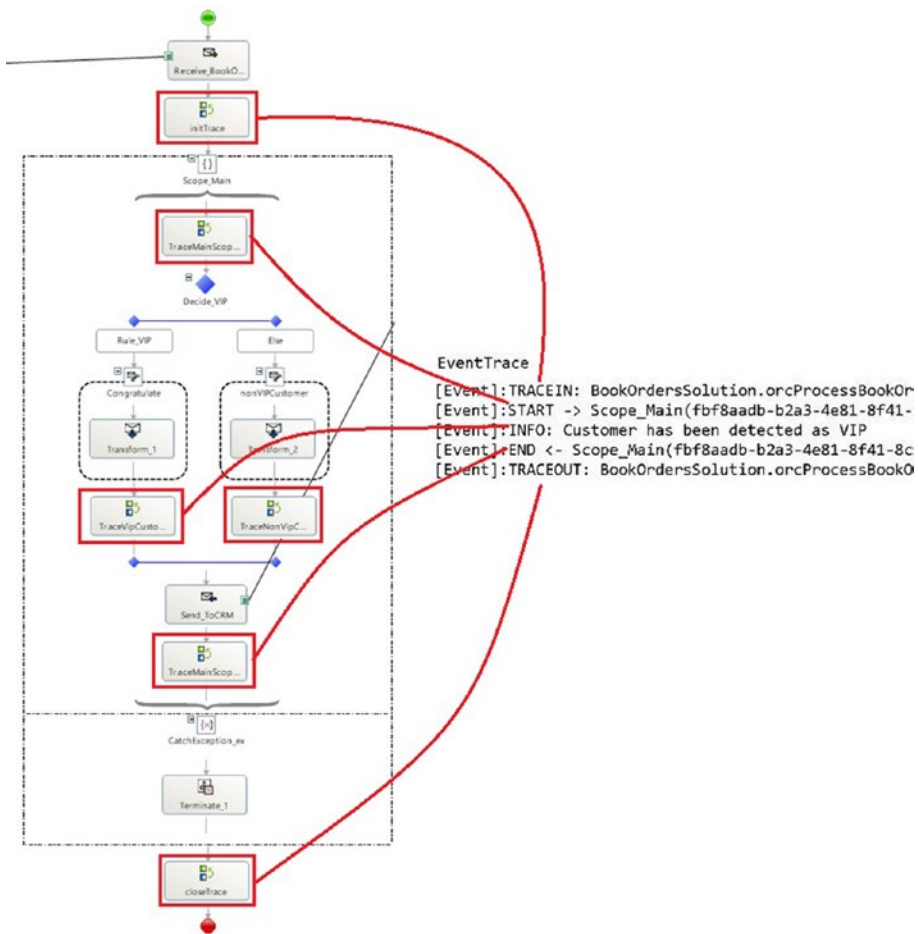 Receive_BookO...
initTrace
Scope_Main
TraceMainScop...
Decide_VIP
Rule_VIP
Else
Congratulate
nonVIPCustomer
Transform_1
Transform_2
TraceVipCusto...
TraceNonVipC...
Send_ToCRM
TraceMainScop...
CatchException_ex
Terminate_1
closeTrace
EventTrace
[Event]:TRACEIN: BookOrdersSolution.orcProcessBookOr
[Event]:START -> Scope_Main(fbf8aadb-b2a3-4e81-8f41-
[Event]:INFO: Customer has been detected as VIP
[Event]:END <- Scope_Main(fbf8aadb-b2a3-4e81-8f41-8c
[Event]:TRACEOUT: BookOrdersSolution.orcProcessBookO